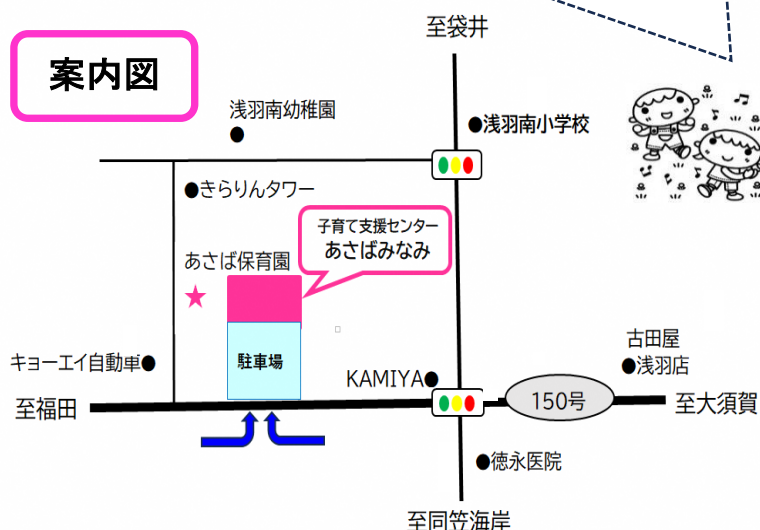 案内図
至袋井
浅羽南幼稚園
●浅羽南小学校
●きらりんタワー
子育て支援センター
あさばみなみ
あさば保育園
★
駐車場
キョーエイ自動車●
KAMIYA●
古田屋
●浅羽店
至福田
150号
至大須賀
●徳永医院
至同笠海岸